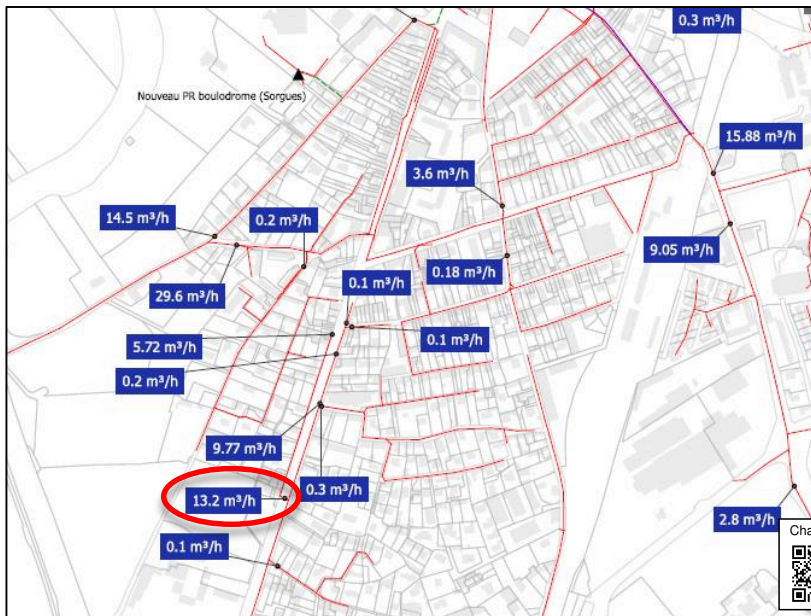 0.3 m³/h
Nouveau PR boulodrome (Sorgues)
15.88 m³/h
3.6 m³/h
14.5 m³/h
0.2 m³/h
9.05 m³/h
0.18 m³/h
29.6 m³/h
0.1 m³/h
5.72 m³/h
0.1 m³/h
0.2 m³/h
9.77 m³/h
13.2 m³/h
0.3 m³/h
2.8 m³/h
Cha
0.1 m³/h